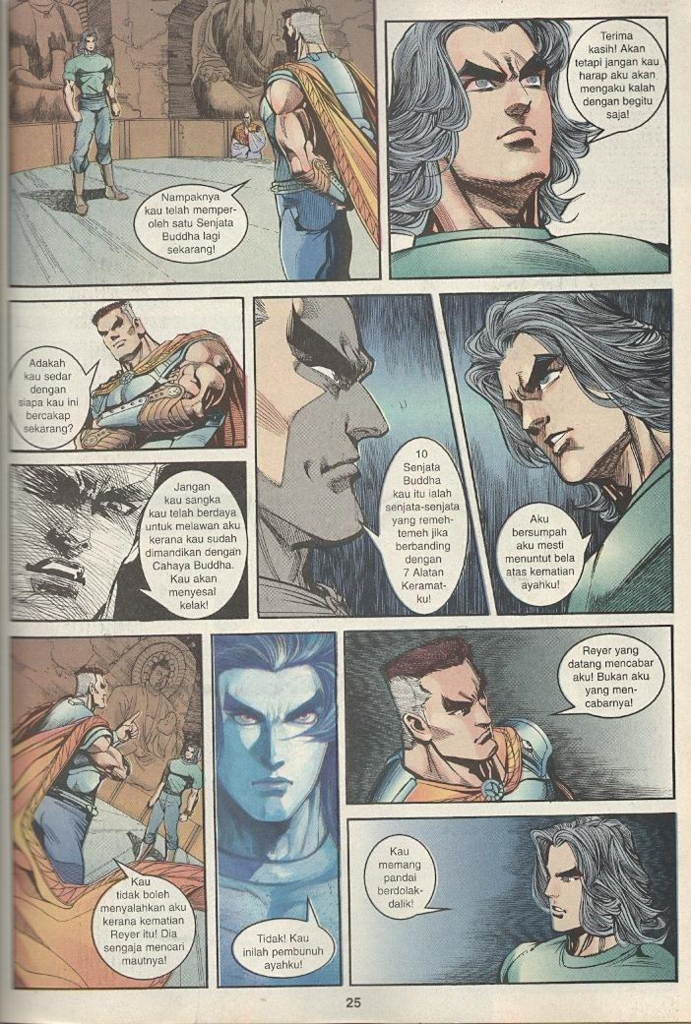 Nampaknya
kau telah memper-
oleh satu Senjata
Buddha lagi
sekarang!
Terima
kasih! Akan
tetapi jangan kau
harap aku akan
mengaku kalah
dengan begitu
saja!
Adakah
kau sedar
dengan
siapa kau ini
bercakap
sekarang?
Jangan
kau sangka
kau telah berdaya
untuk melawan aku
kerana kau sudah
dimandikan dengan
Cahaya Buddha.
Kau akan
menyesal
kelak!
10
Senjata
Buddha
kau itu ialah
senjata-senjata
yang remeh-
temeh jika
berbanding
dengan
7 Alatan
Keramat-
ku!
Aku
bersumpah
aku mesti
menuntut bela
atas kematian
ayahku!
Kau
tidak boleh
menyalahkan aku
kerana kematian
Reyer itu! Dia
sengaja mencari
mautnya!
Tidak! Kau
inilah pembunuh
ayahku!
Reyer yang
datang mencabar
aku! Bukan aku
yang men-
cabarnya!
Kau
memang
pandai
berdolak-
dalik!
25